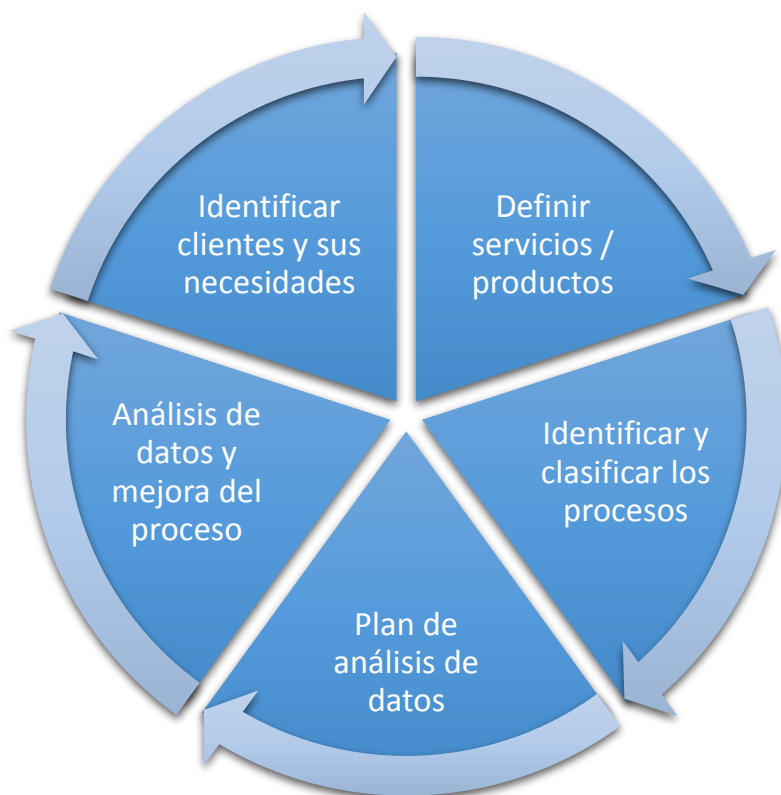 Identificar
clientes y sus
necesidades
Definir
servicios /
productos
Identificar y
clasificar los
procesos
Plan de
análisis de
datos
Análisis de
datos y
mejora del
proceso